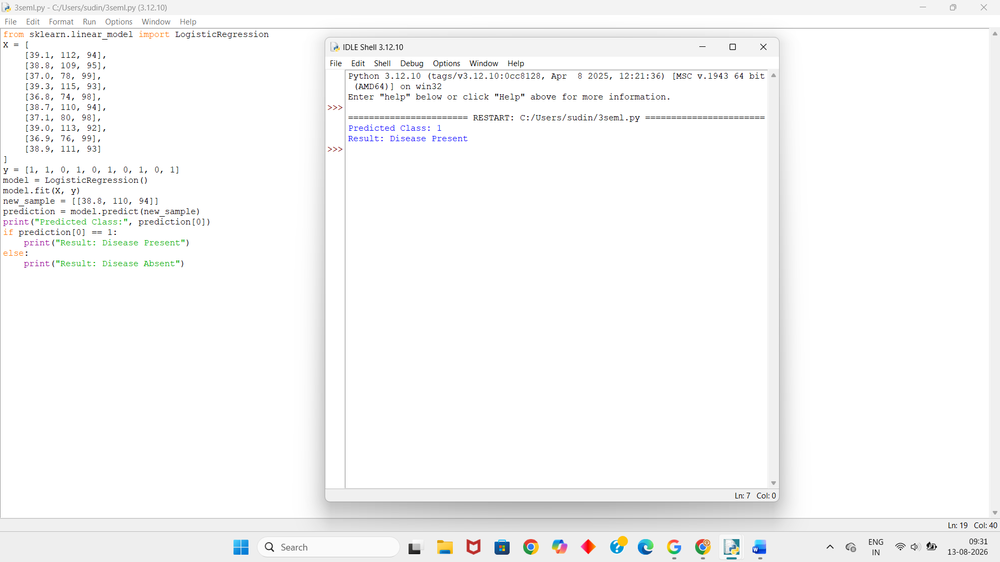 3seml.py - C:/Users/sudin/3seml.py (3.12.10)
File Edit Format Run Options Window Help
from sklearn.linear_model import LogisticRegression
X = [
    [39.1, 112, 94],
    [38.8, 109, 95],
    [37.0, 78, 99],
    [39.3, 115, 93],
    [36.8, 74, 98],
    [38.7, 110, 94],
    [37.1, 80, 98],
    [39.0, 113, 92],
    [36.9, 76, 99],
    [38.9, 111, 93]
]
y = [1, 1, 0, 1, 0, 1, 0, 1, 0, 1]
model = LogisticRegression()
model.fit(X, y)
new_sample = [[38.8, 110, 94]]
prediction = model.predict(new_sample)
print("Predicted Class:", prediction[0])
if prediction[0] == 1:
    print("Result: Disease Present")
else:
    print("Result: Disease Absent")
IDLE Shell 3.12.10
File Edit Shell Debug Options Window Help
Python 3.12.10 (tags/v3.12.10:0cc8128, Apr  8 2025, 12:21:36) [MSC v.1943 64 bit
 (AMD64)] on win32
Enter "help" below or click "Help" above for more information.
>>>
======================= RESTART: C:/Users/sudin/3seml.py =======================
Predicted Class: 1
Result: Disease Present
>>>
Ln: 7 Col: 0
Ln: 19 Col: 40
Search
ENG
IN
09:31
13-08-2026